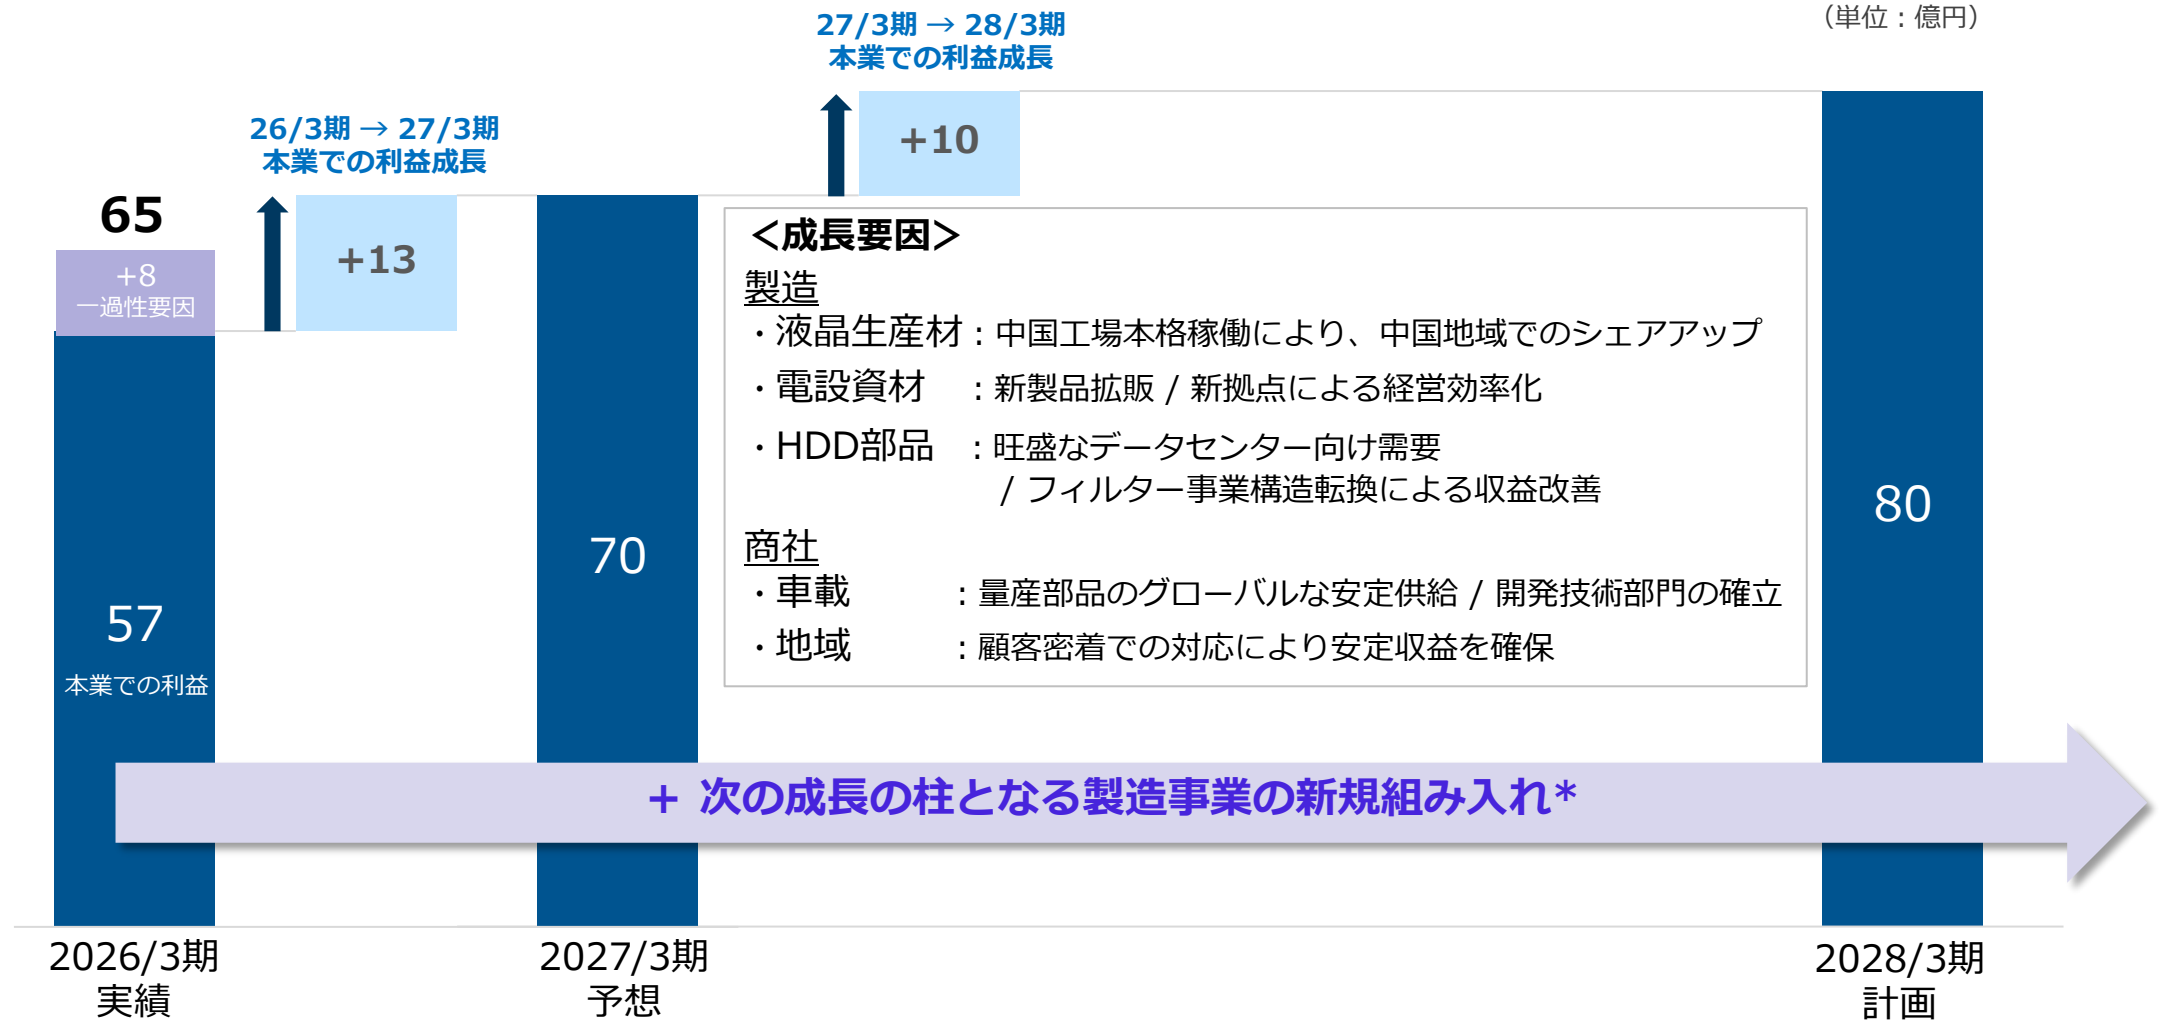 （単位：億円）
27/3期 → 28/3期
本業での利益成長
+10
26/3期 → 27/3期
本業での利益成長
+13
65
+8
一過性要因
57
本業での利益
70
80
＜成長要因＞
製造
・液晶生産材：中国工場本格稼働により、中国地域でのシェアアップ
・電設資材　：新製品拡販 / 新拠点による経営効率化
・HDD部品　：旺盛なデータセンター向け需要
/ フィルター事業構造転換による収益改善
商社
・車載　　　：量産部品のグローバルな安定供給 / 開発技術部門の確立
・地域　　　：顧客密着での対応により安定収益を確保
+ 次の成長の柱となる製造事業の新規組み入れ*
2026/3期
実績
2027/3期
予想
2028/3期
計画